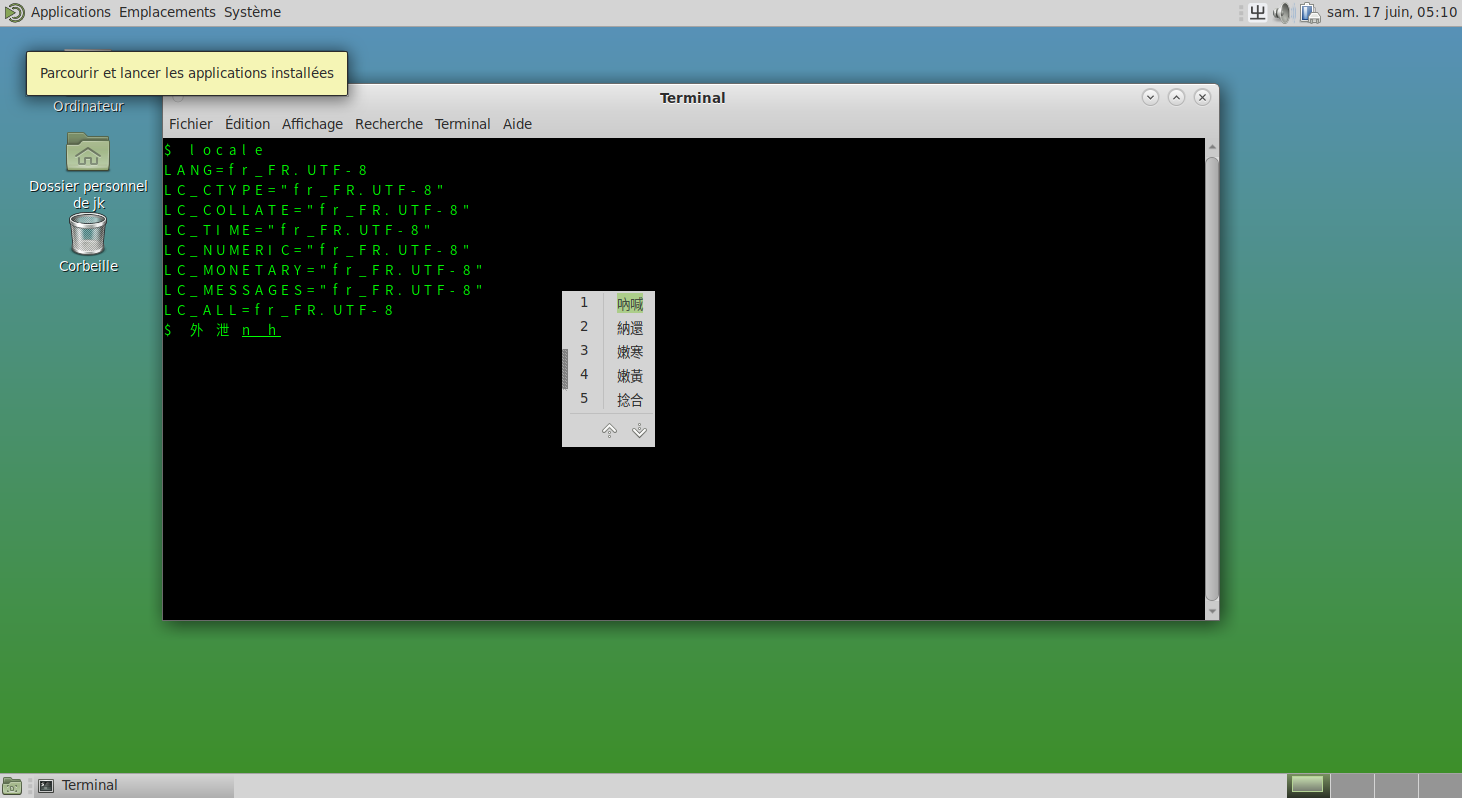 Applications Emplacements Système
sam. 17 juin, 05:10
Parcourir et lancer les applications installées
Ordinateur
Dossier personnel
de jk
Corbeille
Terminal
Fichier Édition Affichage Recherche Terminal Aide
$ locale
LANG=fr_FR.UTF-8
LC_CTYPE="fr_FR.UTF-8"
LC_COLLATE="fr_FR.UTF-8"
LC_TIME="fr_FR.UTF-8"
LC_NUMERIC="fr_FR.UTF-8"
LC_MONETARY="fr_FR.UTF-8"
LC_MESSAGES="fr_FR.UTF-8"
LC_ALL=fr_FR.UTF-8
$ 外泄n h
1 吶喊
2 納還
3 嫩寒
4 嫩黃
5 捻合
Terminal